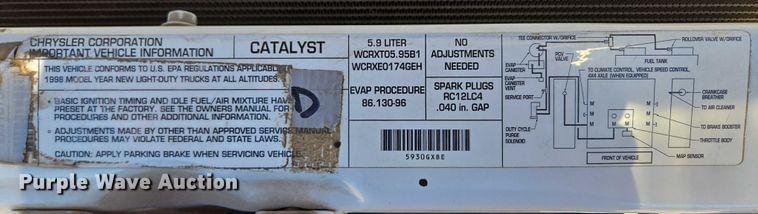 CHRYSLER CORPORATION
IMPORTANT VEHICLE INFORMATION
CATALYST
THIS VEHICLE CONFORMS TO U.S. EPA REGULATIONS APPLICABLE
1998 MODEL YEAR NEW LIGHT-DUTY TRUCKS AT ALL ALTITUDES.
BASIC IGNITION TIMING AND IDLE FUEL/AIR MIXTURE HAVE
PRESET AT THE FACTORY. SEE THE OWNERS MANUAL FOR
PROCEDURES AND OTHER ADDITIONAL INFORMATION.
ADJUSTMENTS MADE BY OTHER THAN APPROVED SERVICE MANUAL
PROCEDURES MAY VIOLATE FEDERAL AND STATE LAWS.
CAUTION: APPLY PARKING BRAKE WHEN SERVICING VEHICLE
D
5.9 LITER
WCRXT05.95B1
WCRXE0174GEH
EVAP PROCEDURE
86.130-96
NO
ADJUSTMENTS
NEEDED
SPARK PLUGS
RC12LC4
.040 in. GAP
5930GXBE
TEE CONNECTOR W/ORIFICE
ROLLOVER VALVE W/ORIFICE
PCV
VALVE
FUEL TANK
EVAP
CANISTER
TO CLIMATE CONTROL, VEHICLE SPEED CONTROL,
4X4 AXLE (WHEN EQUIPPED)
EVAP
CANISTER
SERVICE PORT
CRANKCASE
BREATHER
TO AIR CLEANER
M M
M M
M M
TO BRAKE BOOSTER
DUTY CYCLE
PURGE
SOLENOID
THROTTLE BODY
MAP SENSOR
FRONT OF VEHICLE
Purple Wave Auction